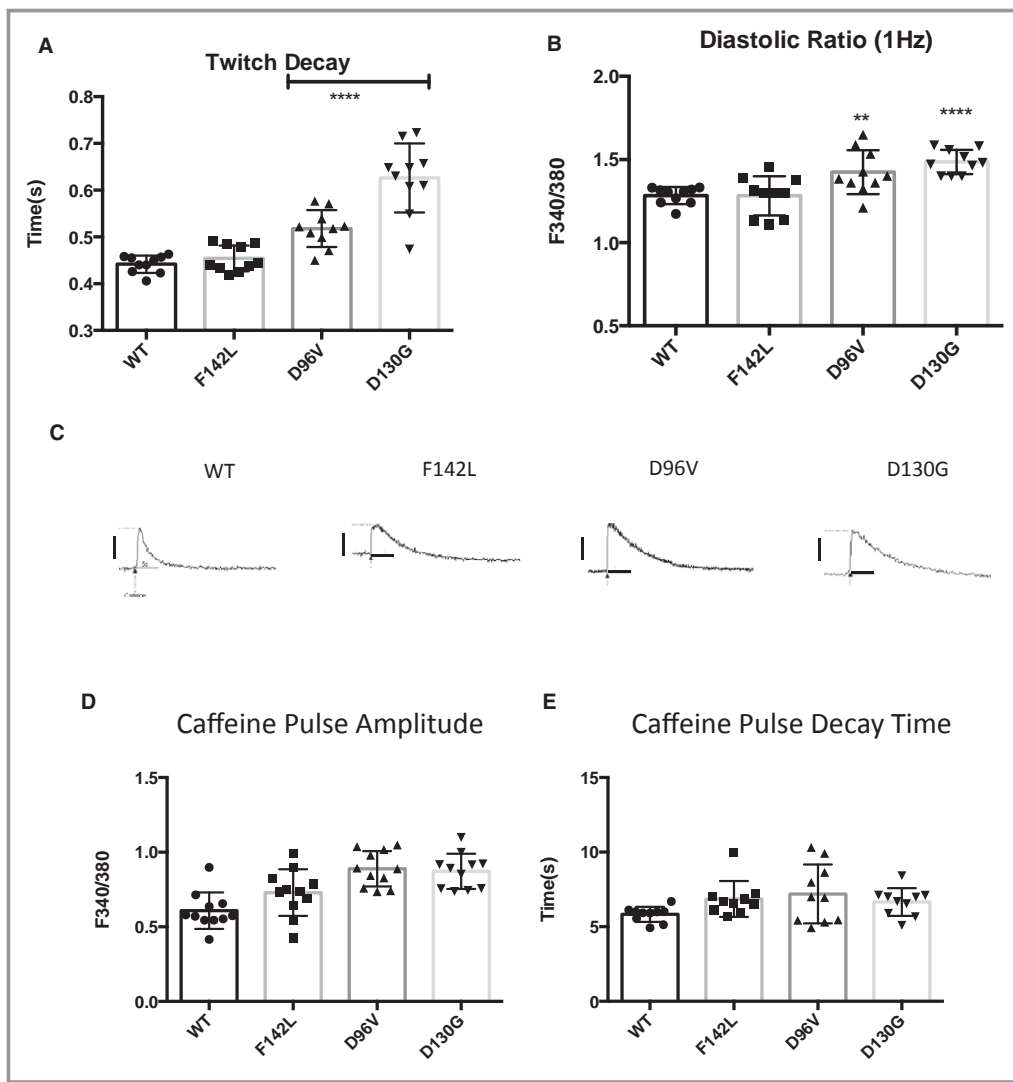 A
Twitch Decay
****
0.8
0.7
0.6
0.5
0.4
0.3
Time(s)
WT
F142L
D96V
D130G
B
Diastolic Ratio (1Hz)
**
****
2.0
1.5
1.0
0.5
F340/380
WT
F142L
D96V
D130G
C
WT
F142L
D96V
D130G
5s
D
Caffeine Pulse Amplitude
1.5
1.0
0.5
0.0
F340/380
WT
F142L
D96V
D130G
E
Caffeine Pulse Decay Time
15
10
5
0
Time(s)
WT
F142L
D96V
D130G